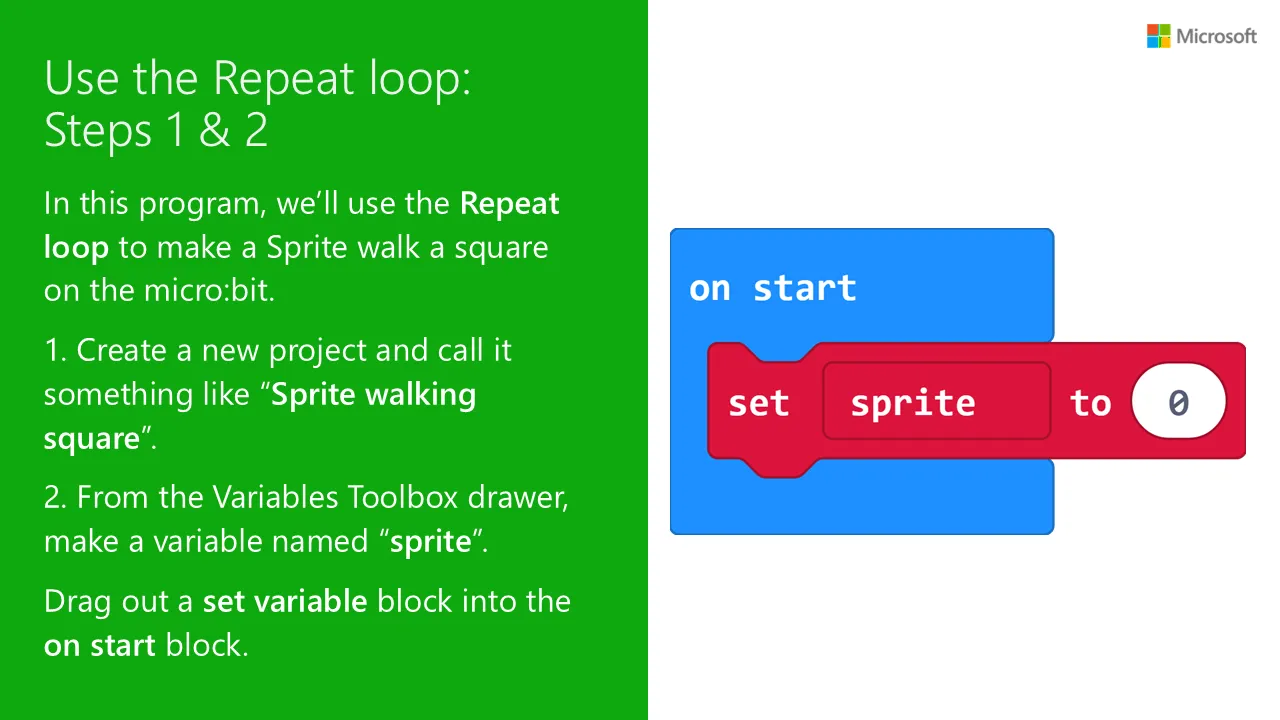 Use the Repeat loop:
Steps 1 & 2
In this program, we’ll use the Repeat
loop to make a Sprite walk a square
on the micro:bit.
1. Create a new project and call it
something like “Sprite walking
square”.
2. From the Variables Toolbox drawer,
make a variable named “sprite”.
Drag out a set variable block into the
on start block.
Microsoft
on start
set sprite to 0